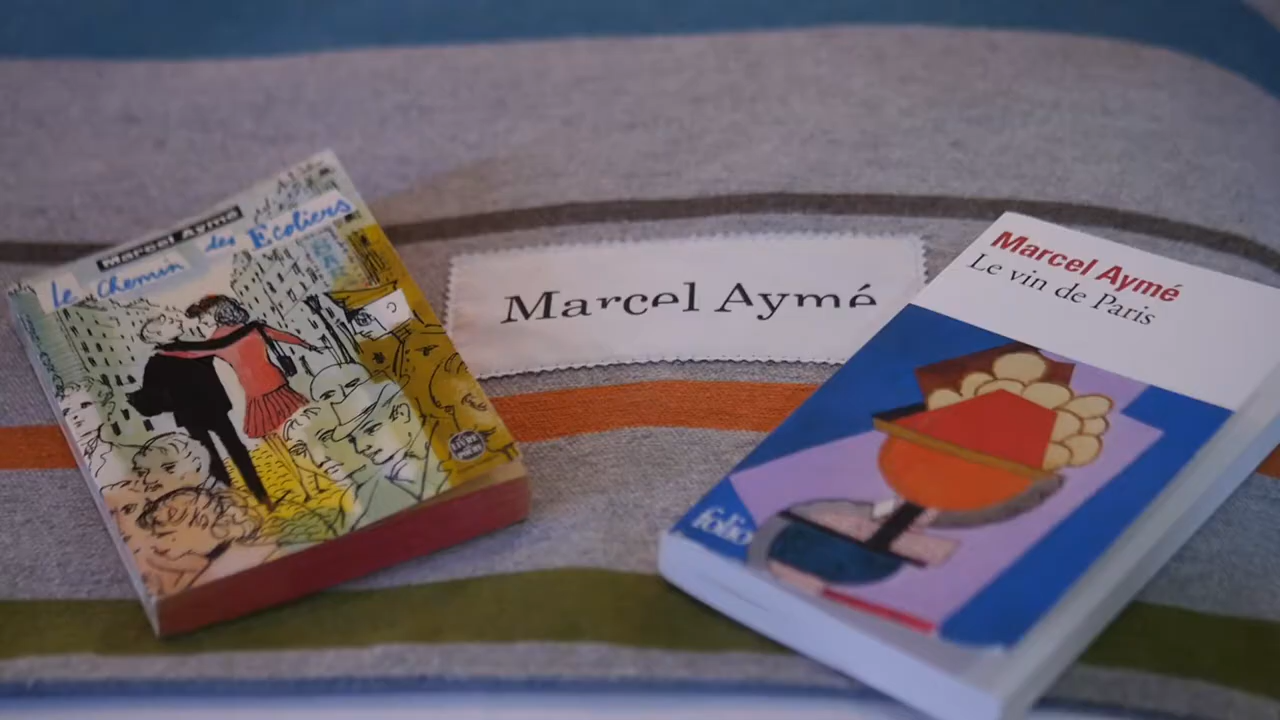 Marcel Aymé
des Écoliers
Le chemin
Marcel Aymé
Marcel Aymé
Le vin de Paris
folio